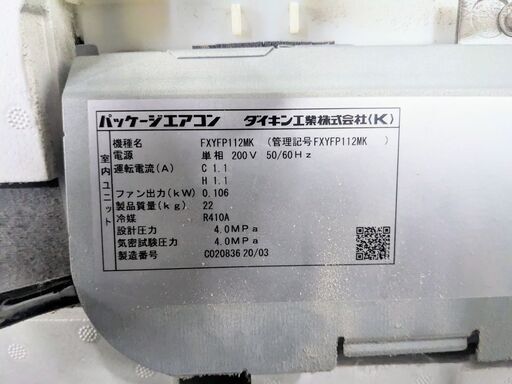 パッケージエアコン ダイキン工業株式会社(K)
室内ユニット
機種名 FXYFP112MK (管理記号FXYFP112MK )
電源 単相 200V 50/60Hz
運転電流(A) C 1.1
H 1.1
ファン出力(kW) 0.106
製品質量(kg) 22
冷媒 R410A
設計圧力 4.0MPa
気密試験圧力 4.0MPa
製造番号 C020836 20/03